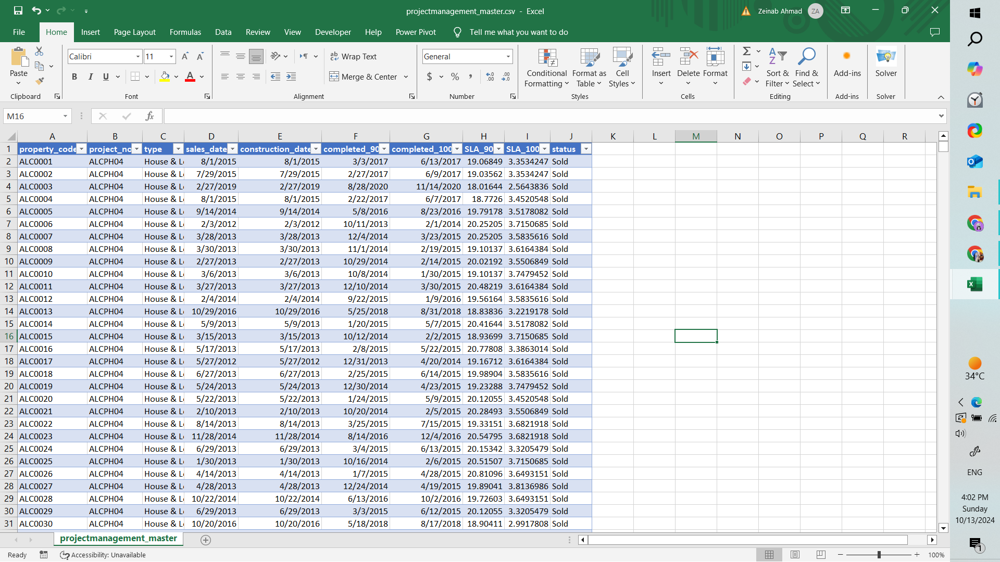 projectmanagement_master.csv - Excel
Zeinab Ahmad ZA
File Home Insert Page Layout Formulas Data Review View Developer Help Power Pivot Tell me what you want to do
Calibri 11 Wrap Text General
Paste B I U A Merge & Center $ % , Conditional Formatting Format as Table Cell Styles Insert Delete Format Sort & Filter Find & Select Add-ins Solver
Clipboard Font Alignment Number Styles Cells Editing Add-ins Solver
M16 fx
A B C D E F G H I J K L M N O P Q R
1 property_code project_no type sales_date construction_date completed_90 completed_100 SLA_90 SLA_100 status
2 ALC0001 ALCPH04 House & L 8/1/2015 8/1/2015 3/3/2017 6/13/2017 19.06849 3.3534247 Sold
3 ALC0002 ALCPH04 House & L 7/29/2015 7/29/2015 2/27/2017 6/9/2017 19.03562 3.3534247 Sold
4 ALC0003 ALCPH04 House & L 2/27/2019 2/27/2019 8/28/2020 11/14/2020 18.01644 2.5643836 Sold
5 ALC0004 ALCPH04 House & L 8/1/2015 8/1/2015 2/22/2017 6/7/2017 18.7726 3.4520548 Sold
6 ALC0005 ALCPH04 House & L 9/14/2014 9/14/2014 5/8/2016 8/23/2016 19.79178 3.5178082 Sold
7 ALC0006 ALCPH04 House & L 2/3/2012 2/3/2012 10/11/2013 2/1/2014 20.25205 3.7150685 Sold
8 ALC0007 ALCPH04 House & L 3/28/2013 3/28/2013 12/4/2014 3/23/2015 20.25205 3.5835616 Sold
9 ALC0008 ALCPH04 House & L 3/30/2013 3/30/2013 11/1/2014 2/19/2015 19.10137 3.6164384 Sold
10 ALC0009 ALCPH04 House & L 2/27/2013 2/27/2013 10/29/2014 2/14/2015 20.02192 3.5506849 Sold
11 ALC0010 ALCPH04 House & L 3/6/2013 3/6/2013 10/8/2014 1/30/2015 19.10137 3.7479452 Sold
12 ALC0011 ALCPH04 House & L 3/27/2013 3/27/2013 12/10/2014 3/30/2015 20.48219 3.6164384 Sold
13 ALC0012 ALCPH04 House & L 2/4/2014 2/4/2014 9/22/2015 1/9/2016 19.56164 3.5835616 Sold
14 ALC0013 ALCPH04 House & L 10/29/2016 10/29/2016 5/25/2018 8/31/2018 18.83836 3.2219178 Sold
15 ALC0014 ALCPH04 House & L 5/9/2013 5/9/2013 1/20/2015 5/7/2015 20.41644 3.5178082 Sold
16 ALC0015 ALCPH04 House & L 3/15/2013 3/15/2013 10/12/2014 2/2/2015 18.93699 3.7150685 Sold
17 ALC0016 ALCPH04 House & L 5/17/2013 5/17/2013 2/8/2015 5/22/2015 20.77808 3.3863014 Sold
18 ALC0017 ALCPH04 House & L 5/27/2012 5/27/2012 12/31/2013 4/20/2014 19.16712 3.6164384 Sold
19 ALC0018 ALCPH04 House & L 6/27/2013 6/27/2013 2/25/2015 6/14/2015 19.98904 3.5835616 Sold
20 ALC0019 ALCPH04 House & L 5/24/2013 5/24/2013 12/30/2014 4/23/2015 19.23288 3.7479452 Sold
21 ALC0020 ALCPH04 House & L 5/22/2013 5/22/2013 1/24/2015 5/9/2015 20.12055 3.4520548 Sold
22 ALC0021 ALCPH04 House & L 2/10/2013 2/10/2013 10/20/2014 2/5/2015 20.28493 3.5506849 Sold
23 ALC0022 ALCPH04 House & L 8/14/2013 8/14/2013 3/25/2015 7/15/2015 19.33151 3.6821918 Sold
24 ALC0023 ALCPH04 House & L 11/28/2014 11/28/2014 8/14/2016 12/4/2016 20.54795 3.6821918 Sold
25 ALC0024 ALCPH04 House & L 6/29/2013 6/29/2013 3/4/2015 6/13/2015 20.15342 3.3205479 Sold
26 ALC0025 ALCPH04 House & L 1/30/2013 1/30/2013 10/16/2014 2/6/2015 20.51507 3.7150685 Sold
27 ALC0026 ALCPH04 House & L 4/14/2013 4/14/2013 1/7/2015 4/28/2015 20.81096 3.6493151 Sold
28 ALC0027 ALCPH04 House & L 4/28/2013 4/28/2013 12/24/2014 4/19/2015 19.89041 3.8136986 Sold
29 ALC0028 ALCPH04 House & L 10/22/2014 10/22/2014 6/13/2016 10/2/2016 19.72603 3.6493151 Sold
30 ALC0029 ALCPH04 House & L 6/29/2013 6/29/2013 3/3/2015 6/12/2015 20.12055 3.3205479 Sold
31 ALC0030 ALCPH04 House & L 10/20/2016 10/20/2016 5/18/2018 8/17/2018 18.90411 2.9917808 Sold
projectmanagement_master
Ready Accessibility: Unavailable 100%
34°C
ENG
4:02 PM
Sunday
10/13/2024
1